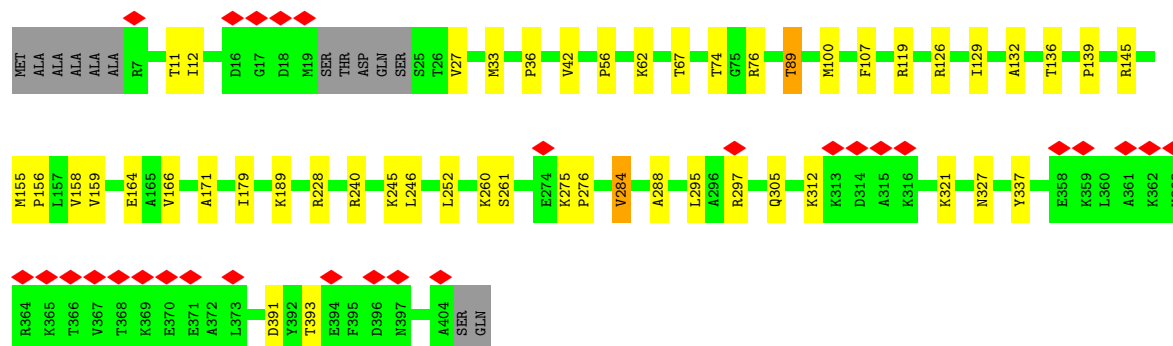 MET ALA ALA ALA ALA ALA R7 T11 I12 D16 G17 D18 M19 SER THR ASP GLN SER S25 T26 V27 M33 P36 V42 P56 K62 T67 T74 G75 R76 T89 M100 F107 R119 R126 I129 A132 T136 P139 R145
M155 P156 L157 V158 V159 E164 A165 V166 A171 I179 K189 R228 R240 K245 L246 L252 K260 S261 E274 K275 P276 V284 A288 L295 A296 R297 Q305 K312 K313 D314 A315 K316 K321 N327 Y337 E358 K359 L360 A361 K362
R364 K365 T366 V367 T368 K369 E370 E371 A372 L373 D391 Y392 T393 E394 F395 D396 N397 A404 SER GLN